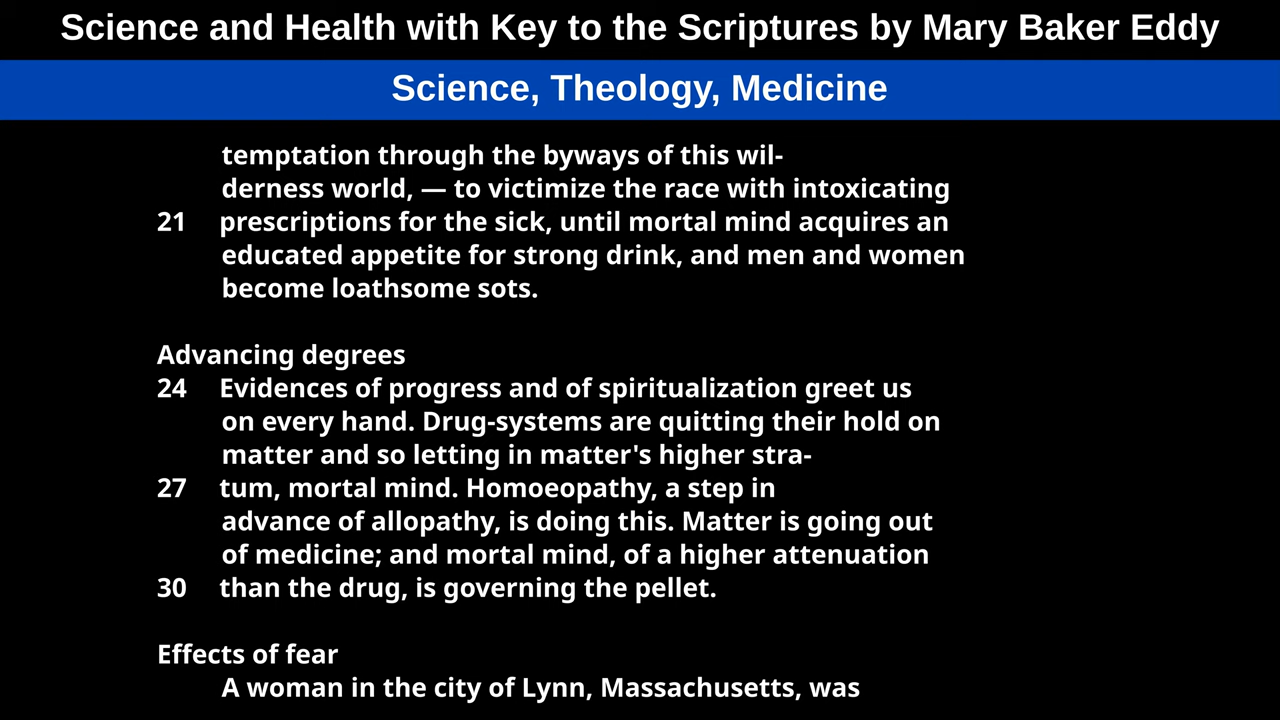 Science and Health with Key to the Scriptures by Mary Baker Eddy
Science, Theology, Medicine
temptation through the byways of this wil-
derness world, — to victimize the race with intoxicating
21 prescriptions for the sick, until mortal mind acquires an
educated appetite for strong drink, and men and women
become loathsome sots.
Advancing degrees
24 Evidences of progress and of spiritualization greet us
on every hand. Drug-systems are quitting their hold on
matter and so letting in matter's higher stra-
27 tum, mortal mind. Homoeopathy, a step in
advance of allopathy, is doing this. Matter is going out
of medicine; and mortal mind, of a higher attenuation
30 than the drug, is governing the pellet.
Effects of fear
A woman in the city of Lynn, Massachusetts, was